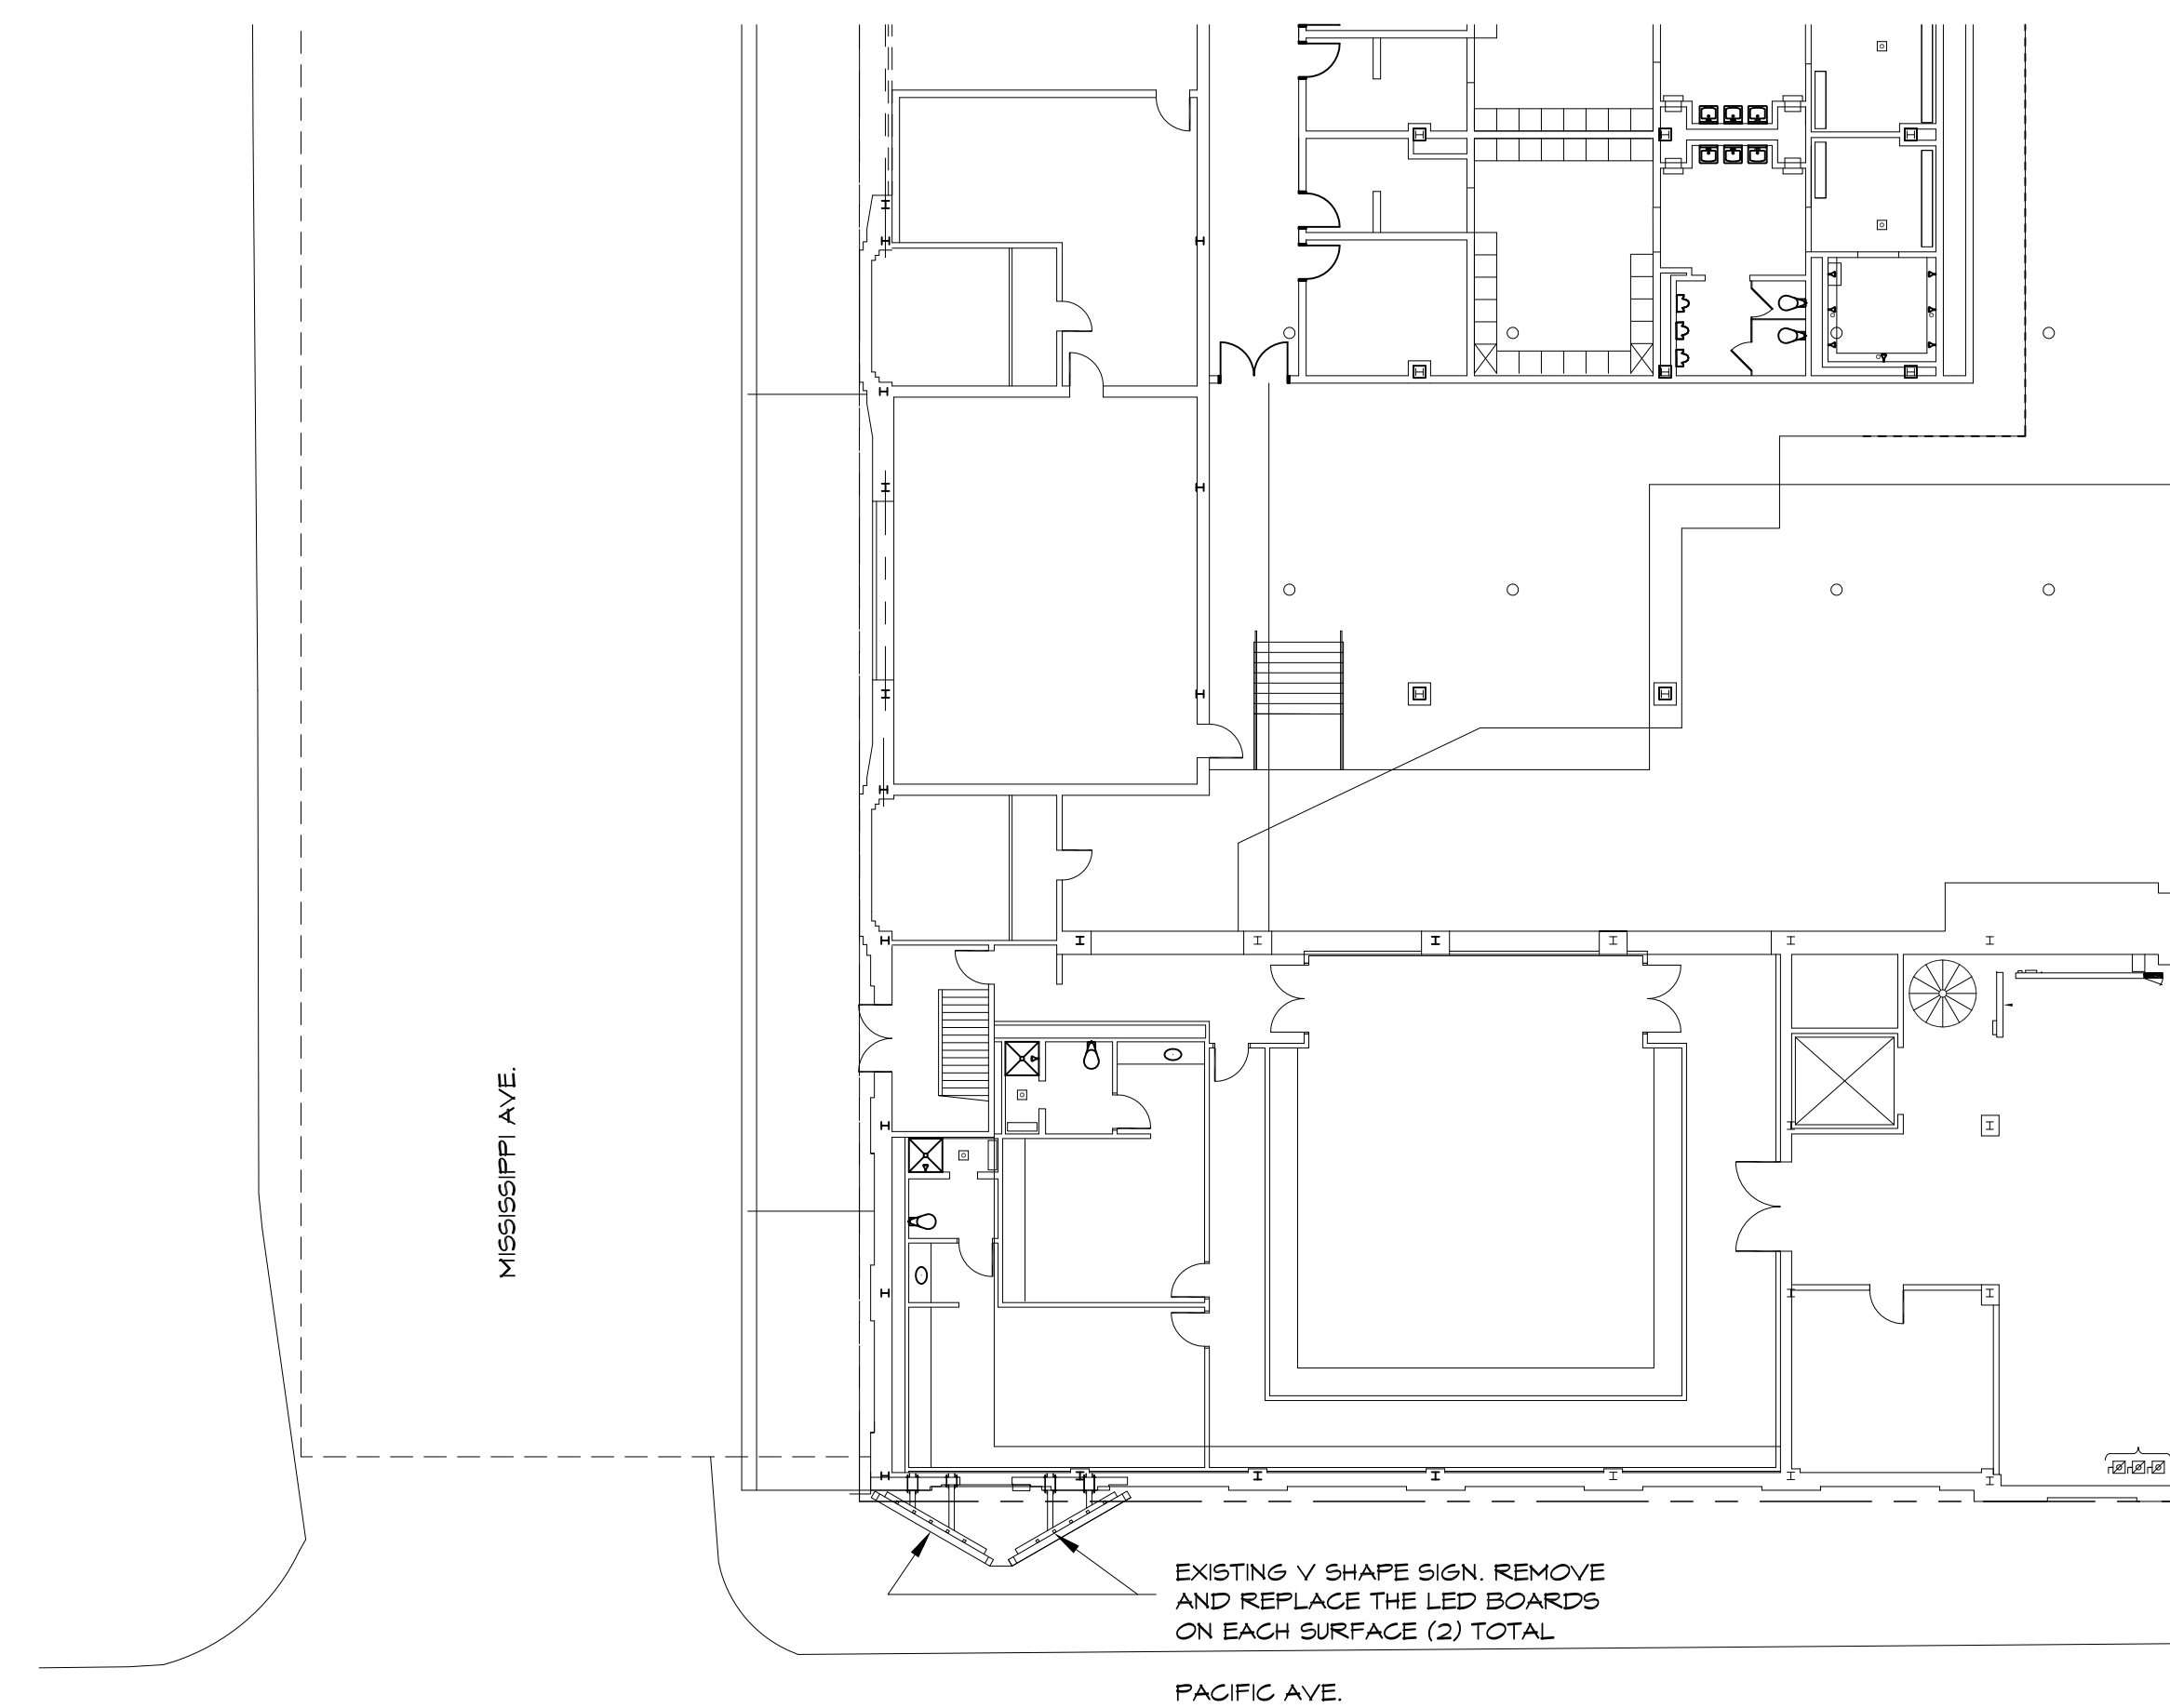 MISSISSIPPI AVE.
EXISTING V SHAPE SIGN. REMOVE
AND REPLACE THE LED BOARDS
ON EACH SURFACE (2) TOTAL
PACIFIC AVE.